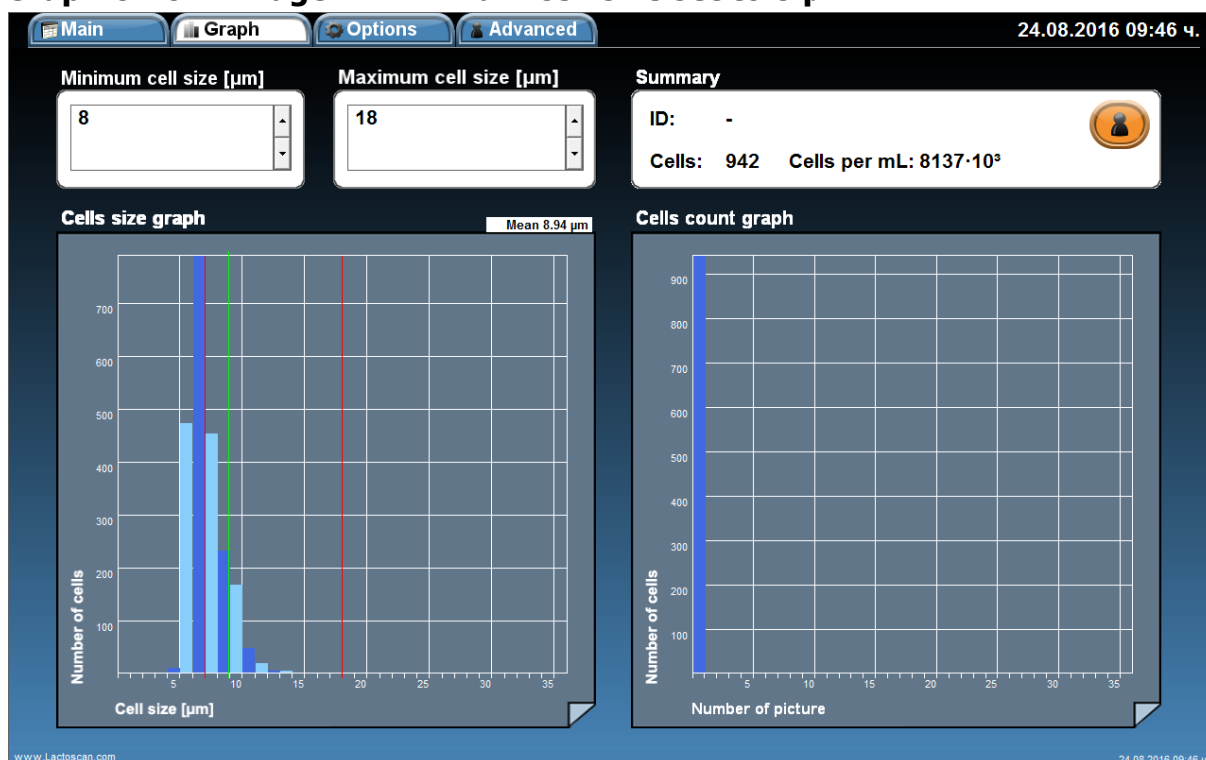 Main Graph Options Advanced 24.08.2016 09:46 ч.
Minimum cell size [µm] Maximum cell size [µm] Summary
8 18 ID: -
Cells: 942 Cells per mL: 8137·10³
Cells size graph Mean 8.94 µm Cells count graph
700
600
500
400
300
200
100
Number of cells
5 10 15 20 25 30 35
Cell size [µm]
900
800
700
600
500
400
300
200
100
Number of cells
5 10 15 20 25 30 35
Number of picture
www.Lactoscan.com